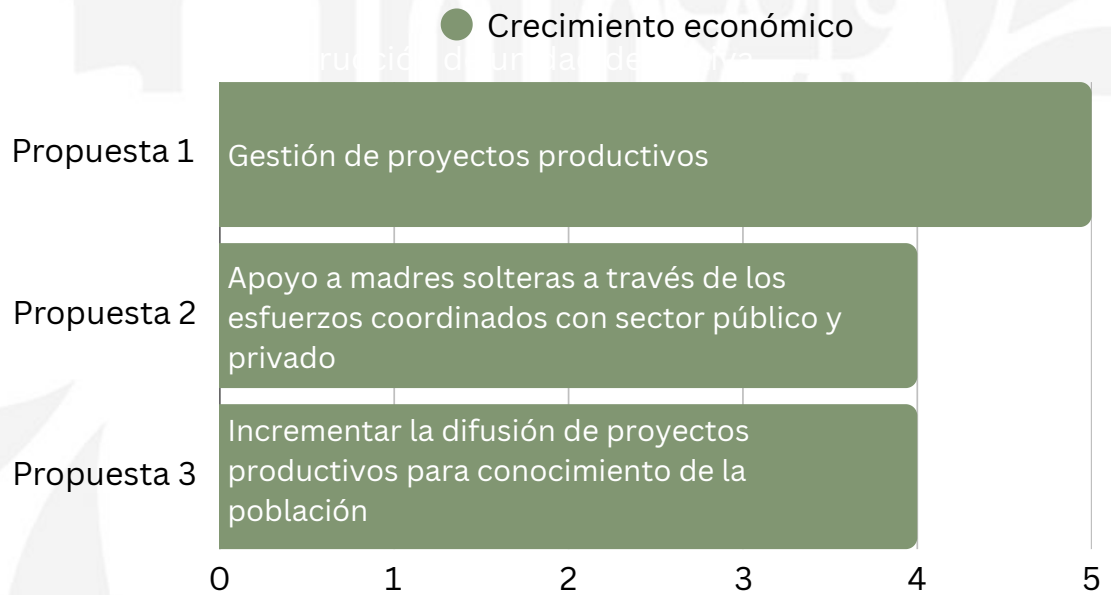 Crecimiento económico
Propuesta 1
Gestión de proyectos productivos
Propuesta 2
Apoyo a madres solteras a través de los
esfuerzos coordinados con sector público y
privado
Propuesta 3
Incrementar la difusión de proyectos
productivos para conocimiento de la
población
0 1 2 3 4 5